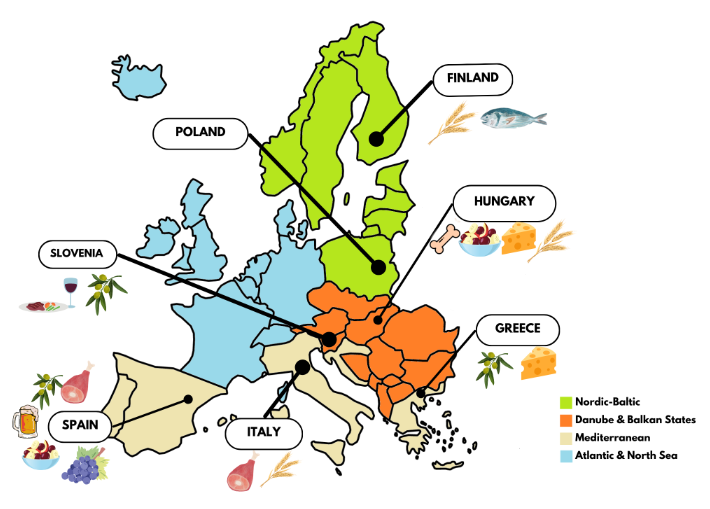 FINLAND
POLAND
HUNGARY
SLOVENIA
GREECE
SPAIN
ITALY
Nordic-Baltic
Danube & Balkan States
Mediterranean
Atlantic & North Sea